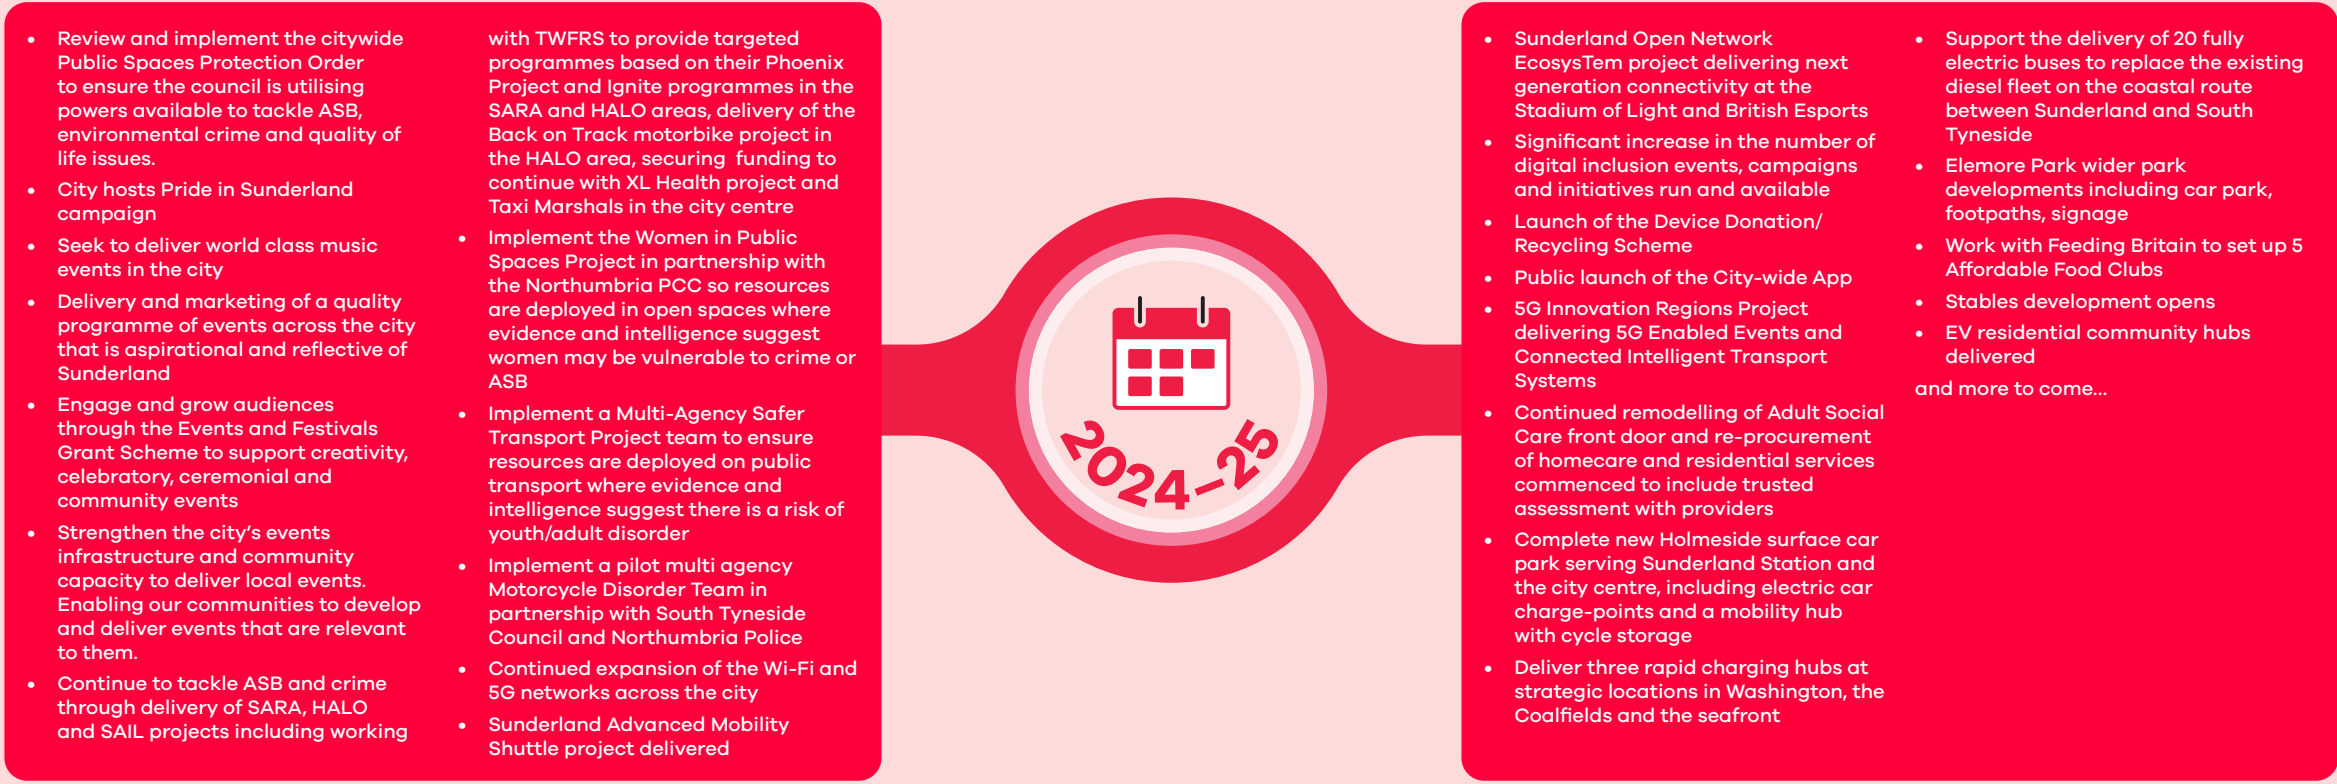 • Review and implement the citywide
Public Spaces Protection Order
to ensure the council is utilising
powers available to tackle ASB,
environmental crime and quality of
life issues.
• City hosts Pride in Sunderland
campaign
• Seek to deliver world class music
events in the city
• Delivery and marketing of a quality
programme of events across the city
that is aspirational and reflective of
Sunderland
• Engage and grow audiences
through the Events and Festivals
Grant Scheme to support creativity,
celebratory, ceremonial and
community events
• Strengthen the city’s events
infrastructure and community
capacity to deliver local events.
Enabling our communities to develop
and deliver events that are relevant
to them.
• Continue to tackle ASB and crime
through delivery of SARA, HALO
and SAIL projects including working
with TWFRS to provide targeted
programmes based on their Phoenix
Project and Ignite programmes in the
SARA and HALO areas, delivery of the
Back on Track motorbike project in
the HALO area, securing funding to
continue with XL Health project and
Taxi Marshals in the city centre
• Implement the Women in Public
Spaces Project in partnership with
the Northumbria PCC so resources
are deployed in open spaces where
evidence and intelligence suggest
women may be vulnerable to crime or
ASB
• Implement a Multi-Agency Safer
Transport Project team to ensure
resources are deployed on public
transport where evidence and
intelligence suggest there is a risk of
youth/adult disorder
• Implement a pilot multi agency
Motorcycle Disorder Team in
partnership with South Tyneside
Council and Northumbria Police
• Continued expansion of the Wi-Fi and
5G networks across the city
• Sunderland Advanced Mobility
Shuttle project delivered
2024–25
• Sunderland Open Network
EcosysTem project delivering next
generation connectivity at the
Stadium of Light and British Esports
• Significant increase in the number of
digital inclusion events, campaigns
and initiatives run and available
• Launch of the Device Donation/
Recycling Scheme
• Public launch of the City-wide App
• 5G Innovation Regions Project
delivering 5G Enabled Events and
Connected Intelligent Transport
Systems
• Continued remodelling of Adult Social
Care front door and re-procurement
of homecare and residential services
commenced to include trusted
assessment with providers
• Complete new Holmeside surface car
park serving Sunderland Station and
the city centre, including electric car
charge-points and a mobility hub
with cycle storage
• Deliver three rapid charging hubs at
strategic locations in Washington, the
Coalfields and the seafront
• Support the delivery of 20 fully
electric buses to replace the existing
diesel fleet on the coastal route
between Sunderland and South
Tyneside
• Elemore Park wider park
developments including car park,
footpaths, signage
• Work with Feeding Britain to set up 5
Affordable Food Clubs
• Stables development opens
• EV residential community hubs
delivered
and more to come...